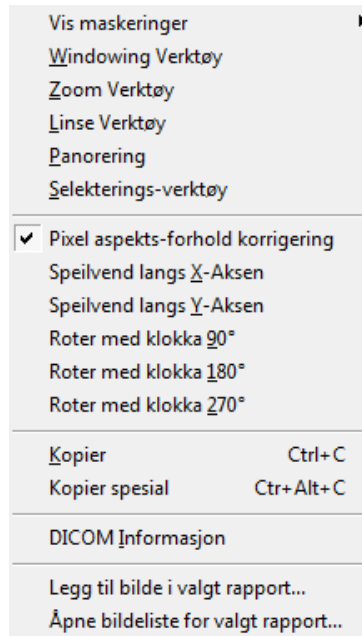 Vis maskeringer
Windowing Verktøy
Zoom Verktøy
Linse Verktøy
Panorering
Selekterings-verktøy
Pixel aspekts-forhold korrigering
Speilvend langs X-Aksen
Speilvend langs Y-Aksen
Roter med klokka 90°
Roter med klokka 180°
Roter med klokka 270°
Kopier Ctrl+C
Kopier spesial Ctr+Alt+C
DICOM Informasjon
Legg til bilde i valgt rapport...
Åpne bildeliste for valgt rapport...